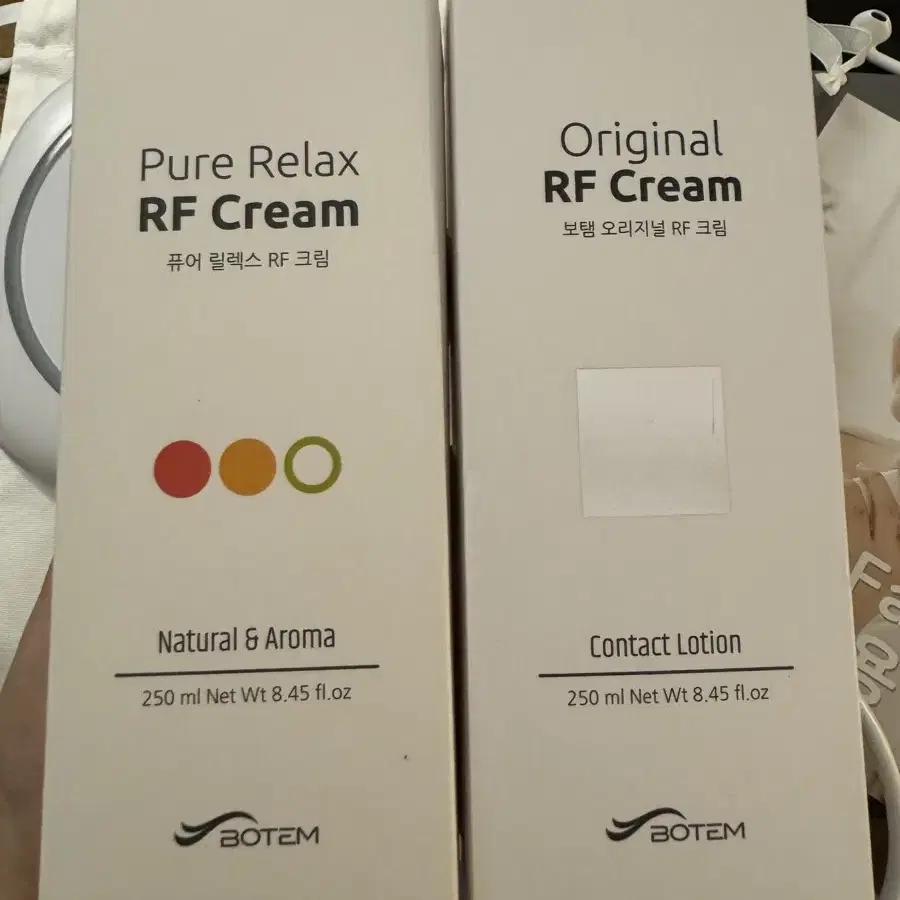 Pure Relax
RF Cream
퓨어 릴렉스 RF 크림
Natural & Aroma
250 ml Net Wt 8.45 fl.oz
BOTEM
Original
RF Cream
보탬 오리지널 RF 크림
Contact Lotion
250 ml Net Wt 8.45 fl.oz
BOTEM